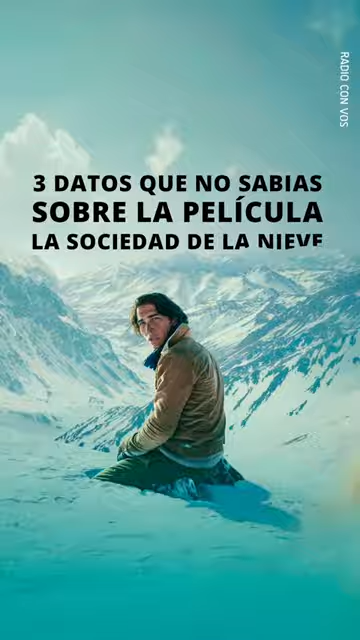 RADIO CON VOS
3 DATOS QUE NO SABIAS
SOBRE LA PELÍCULA
LA SOCIEDAD DE LA NIEVE